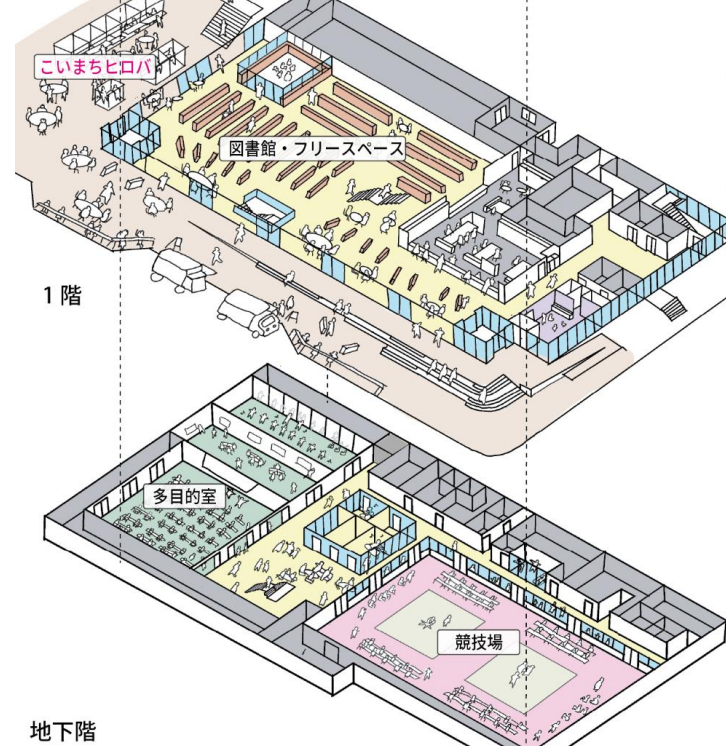 こいまちヒロバ
図書館・フリースペース
1階
多目的室
競技場
地下階